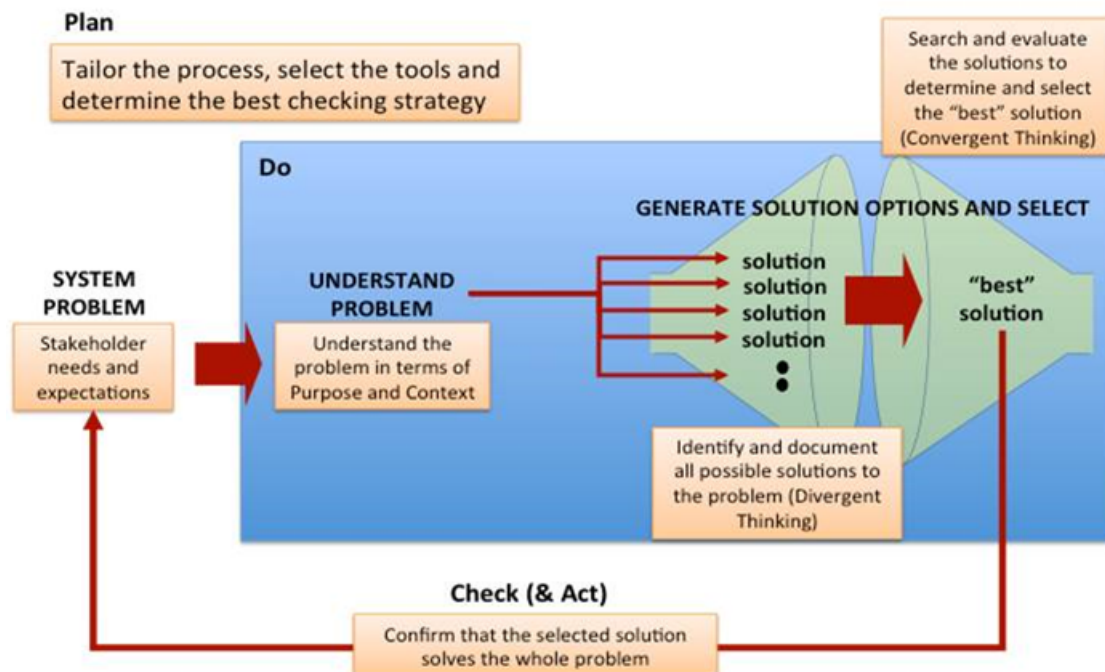 Plan
Tailor the process, select the tools and
determine the best checking strategy
Search and evaluate
the solutions to
determine and select
the “best” solution
(Convergent Thinking)
Do
GENERATE SOLUTION OPTIONS AND SELECT
SYSTEM
PROBLEM
Stakeholder
needs and
expectations
UNDERSTAND
PROBLEM
Understand the
problem in terms of
Purpose and Context
solution
solution
solution
solution
“best”
solution
Identify and document
all possible solutions to
the problem (Divergent
Thinking)
Check (& Act)
Confirm that the selected solution
solves the whole problem